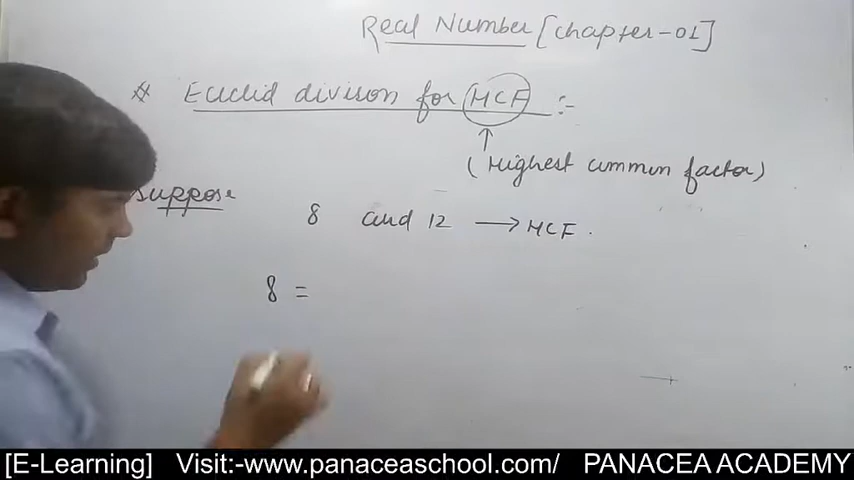 Real Number [chapter-01]
* Euclid divison for HCF :-
(Highest common factor)
Suppose
8 and 12 → HCF.
8 =
[E-Learning] Visit:-www.panaceaschool.com/ PANACEA ACADEMY